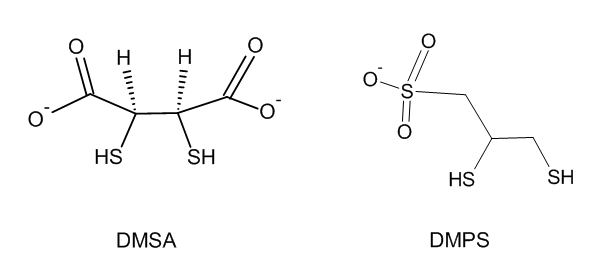 O H H O O
O⁻ S
O⁻ O⁻ O
HS SH HS SH
DMSA DMPS